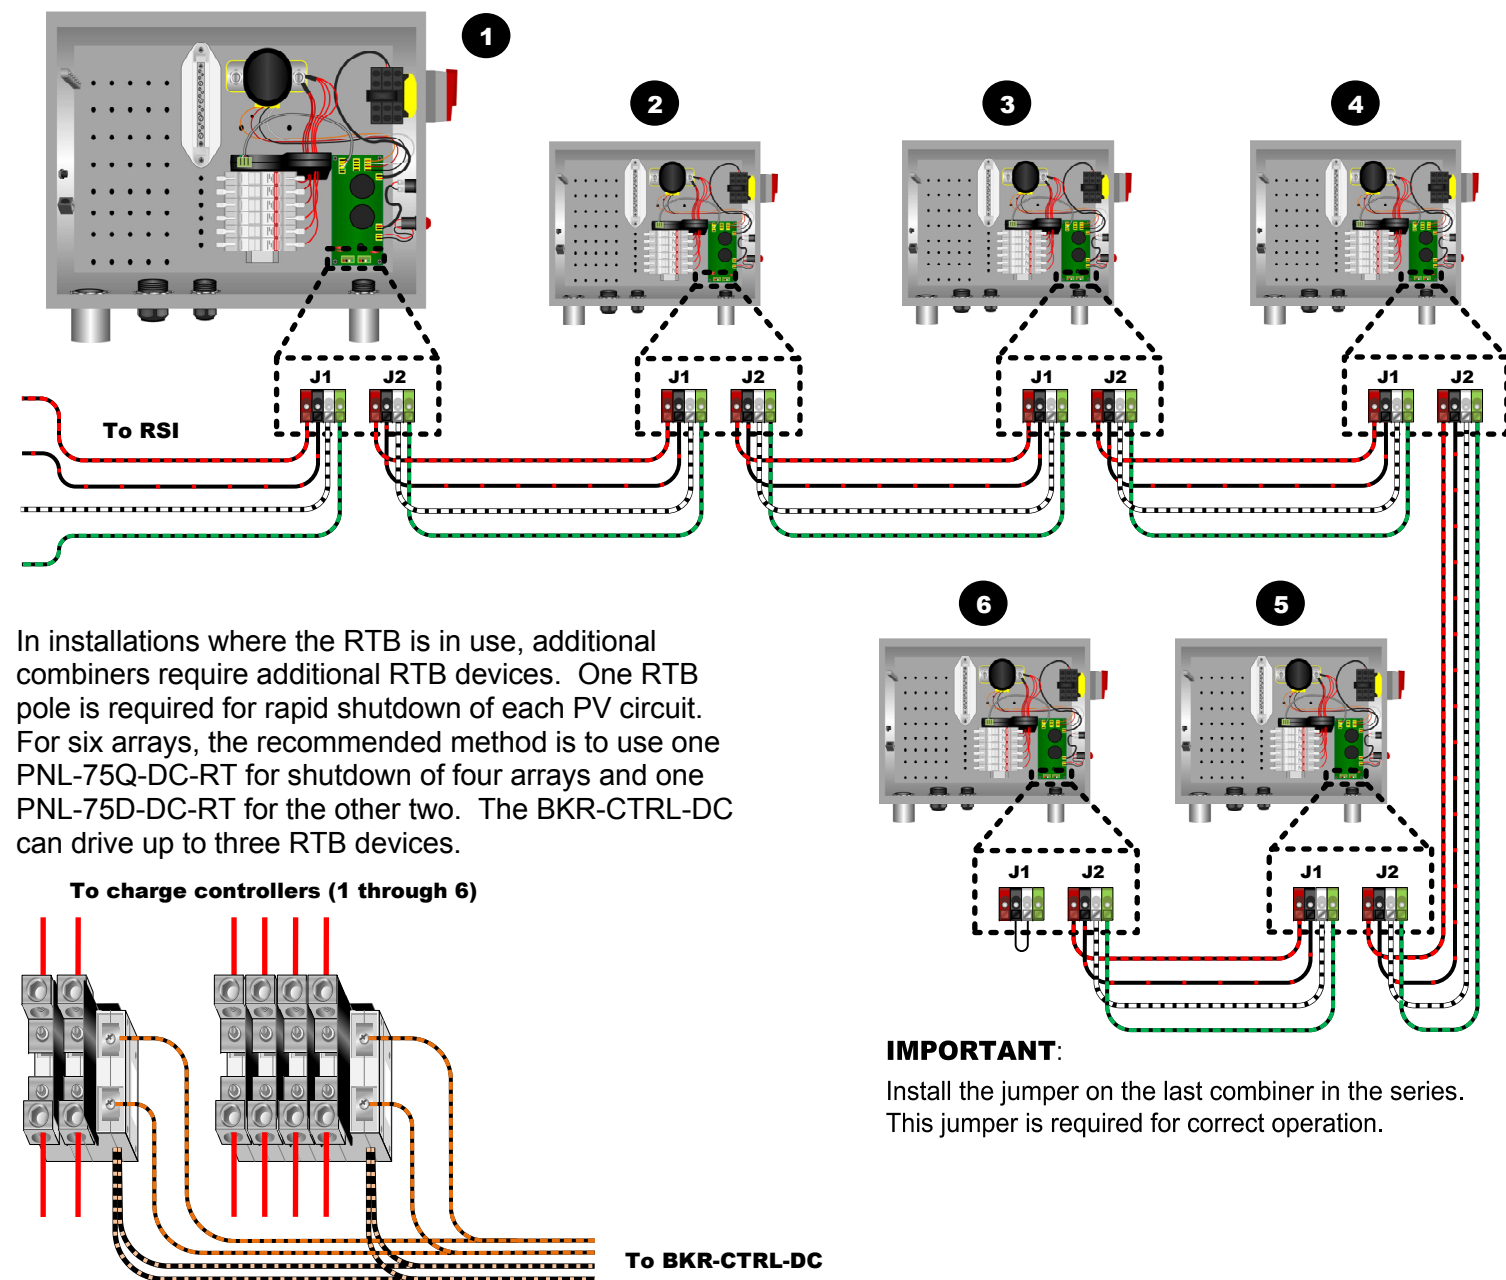 1
2
3
4
J1 J2
J1 J2
J1 J2
J1 J2
To RSI
6
5
In installations where the RTB is in use, additional
combiners require additional RTB devices.  One RTB
pole is required for rapid shutdown of each PV circuit.
For six arrays, the recommended method is to use one
PNL-75Q-DC-RT for shutdown of four arrays and one
PNL-75D-DC-RT for the other two.  The BKR-CTRL-DC
can drive up to three RTB devices.
J1 J2
J1 J2
To charge controllers (1 through 6)
IMPORTANT:
Install the jumper on the last combiner in the series.
This jumper is required for correct operation.
To BKR-CTRL-DC